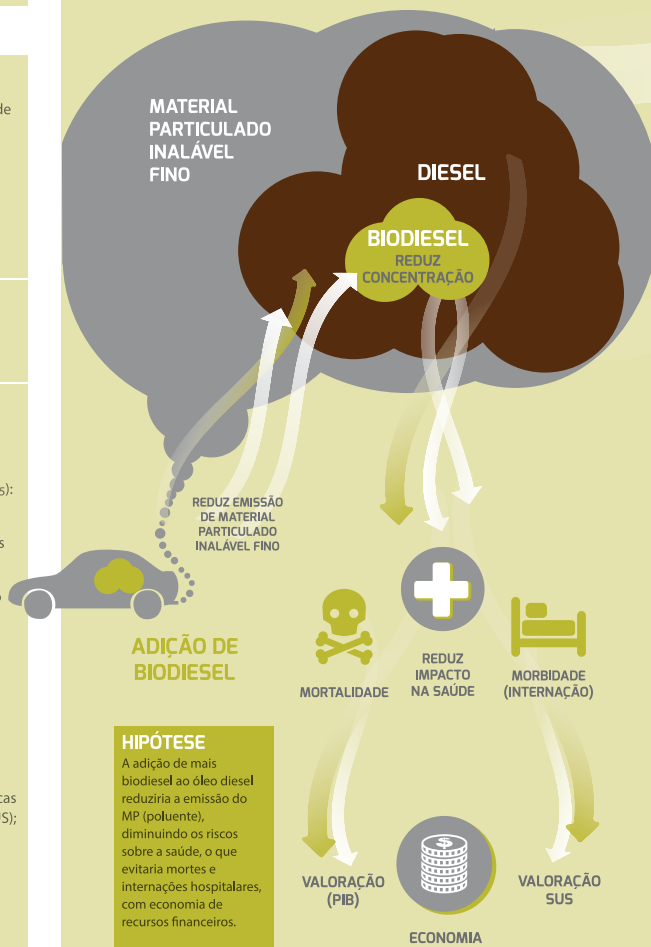 de
s):
s
cas
US);
MATERIAL
PARTICULADO
INALÁVEL
FINO
DIESEL
BIODIESEL
REDUZ
CONCENTRAÇÃO
REDUZ EMISSÃO
DE MATERIAL
PARTICULADO
INALÁVEL FINO
ADIÇÃO DE
BIODIESEL
MORTALIDADE
REDUZ
IMPACTO
NA SAÚDE
MORBIDADE
(INTERNAÇÃO)
HIPÓTESE
A adição de mais
biodiesel ao óleo diesel
reduziria a emissão do
MP (poluente),
diminuindo os riscos
sobre a saúde, o que
evitaria mortes e
internações hospitalares,
com economia de
recursos financeiros.
VALORAÇÃO
(PIB)
$
VALORAÇÃO
SUS
ECONOMIA